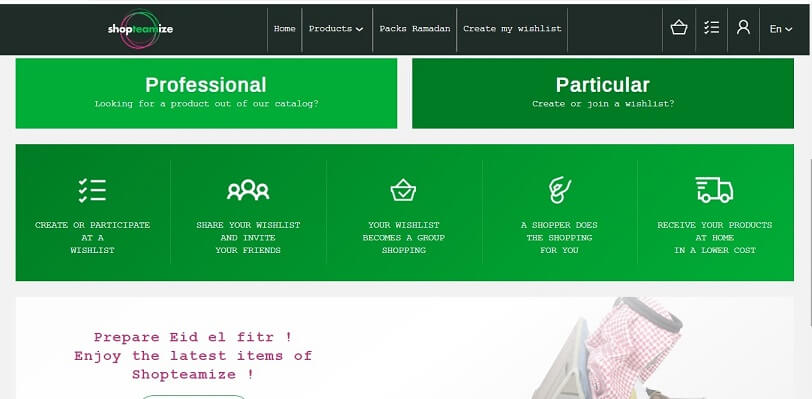 shopteamize
Home
Products
Packs Ramadan
Create my wishlist
En
Professional
Looking for a product out of our catalog?
Particular
Create or join a wishlist?
CREATE OR PARTICIPATE
AT A
WISHLIST
SHARE YOUR WISHLIST
AND INVITE
YOUR FRIENDS
YOUR WISHLIST
BECOMES A GROUP
SHOPPING
A SHOPPER DOES
THE SHOPPING
FOR YOU
RECEIVE YOUR PRODUCTS
AT HOME
IN A LOWER COST
Prepare Eid el fitr !
Enjoy the latest items of
Shopteamize !